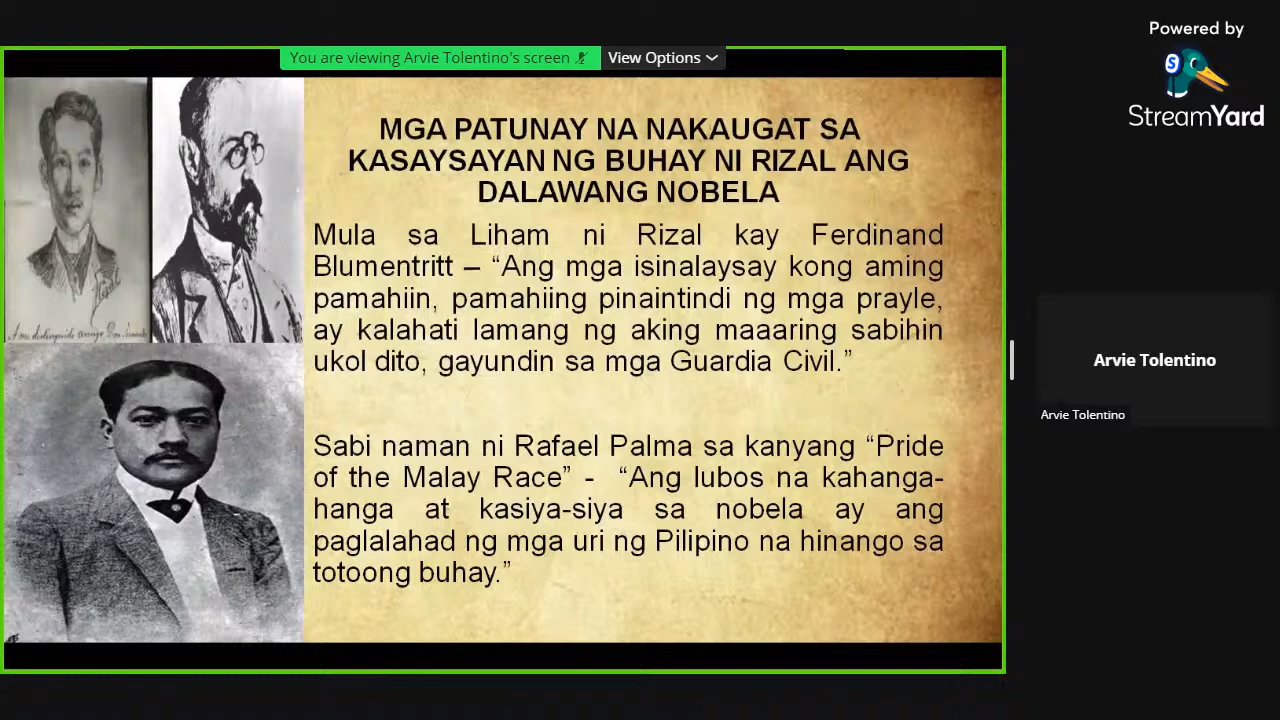 Powered by
StreamYard
You are viewing Arvie Tolentino's screen
View Options
MGA PATUNAY NA NAKAUGAT SA
KASAYSAYAN NG BUHAY NI RIZAL ANG
DALAWANG NOBELA
Mula sa Liham ni Rizal kay Ferdinand
Blumentritt – “Ang mga isinalaysay kong aming
pamahiin, pamahiing pinaintindi ng mga prayle,
ay kalahati lamang ng aking maaaring sabihin
ukol dito, gayundin sa mga Guardia Civil.”
Sabi naman ni Rafael Palma sa kanyang “Pride
of the Malay Race” - “Ang lubos na kahanga-
hanga at kasiya-siya sa nobela ay ang
paglalahad ng mga uri ng Pilipino na hinango sa
totoong buhay.”
Arvie Tolentino
Arvie Tolentino